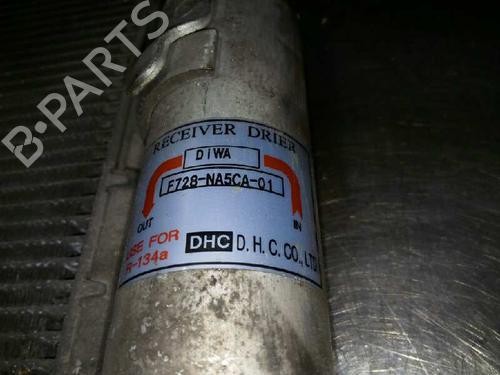 B-PARTS
RECEIVER DRIER
DIWA
F728-NA5CA-01
OUT
IN
USE FOR
R-134a
DHC D.H.C.CO.,LTD